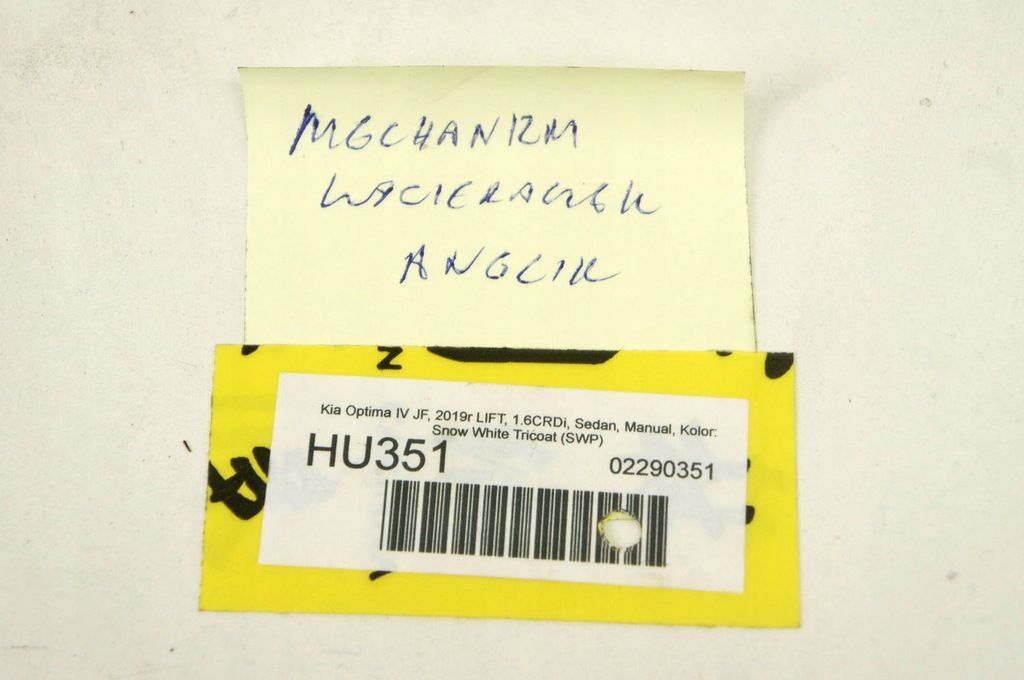 MECHANIZM
WYCIERACZEK
ANGLIK
N
Kia Optima IV JF, 2019r LIFT, 1.6CRDi, Sedan, Manual, Kolor:
Snow White Tricoat (SWP)
HU351
02290351